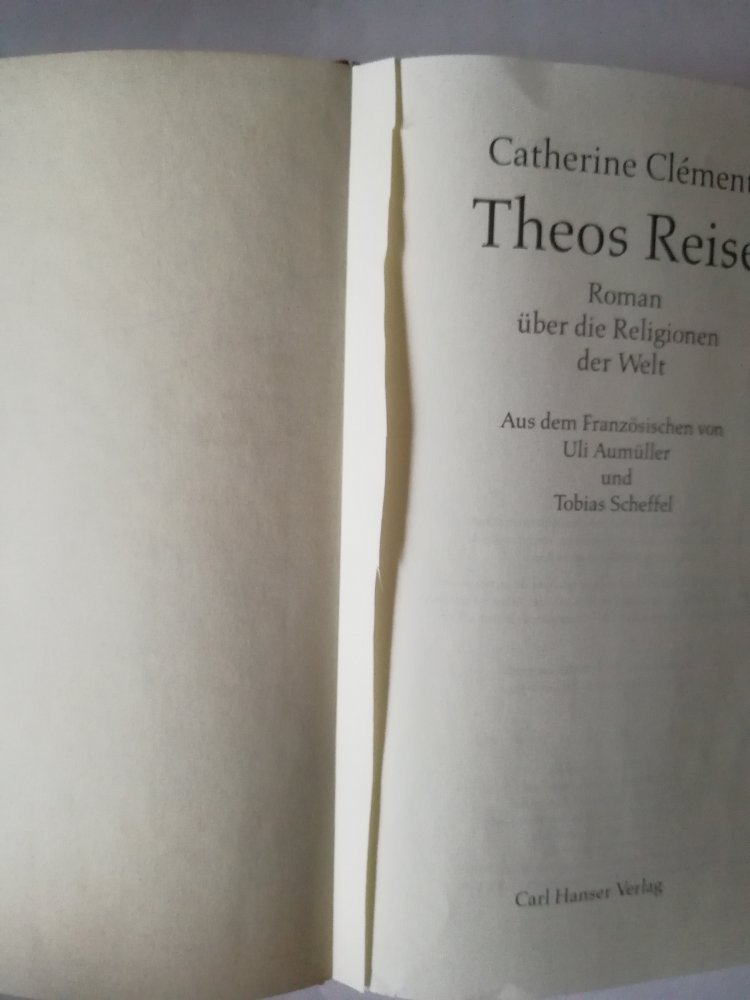 Catherine Clément
Theos Reise
Roman
über die Religionen
der Welt
Aus dem Französischen von
Uli Aumüller
und
Tobias Scheffel
Carl Hanser Verlag